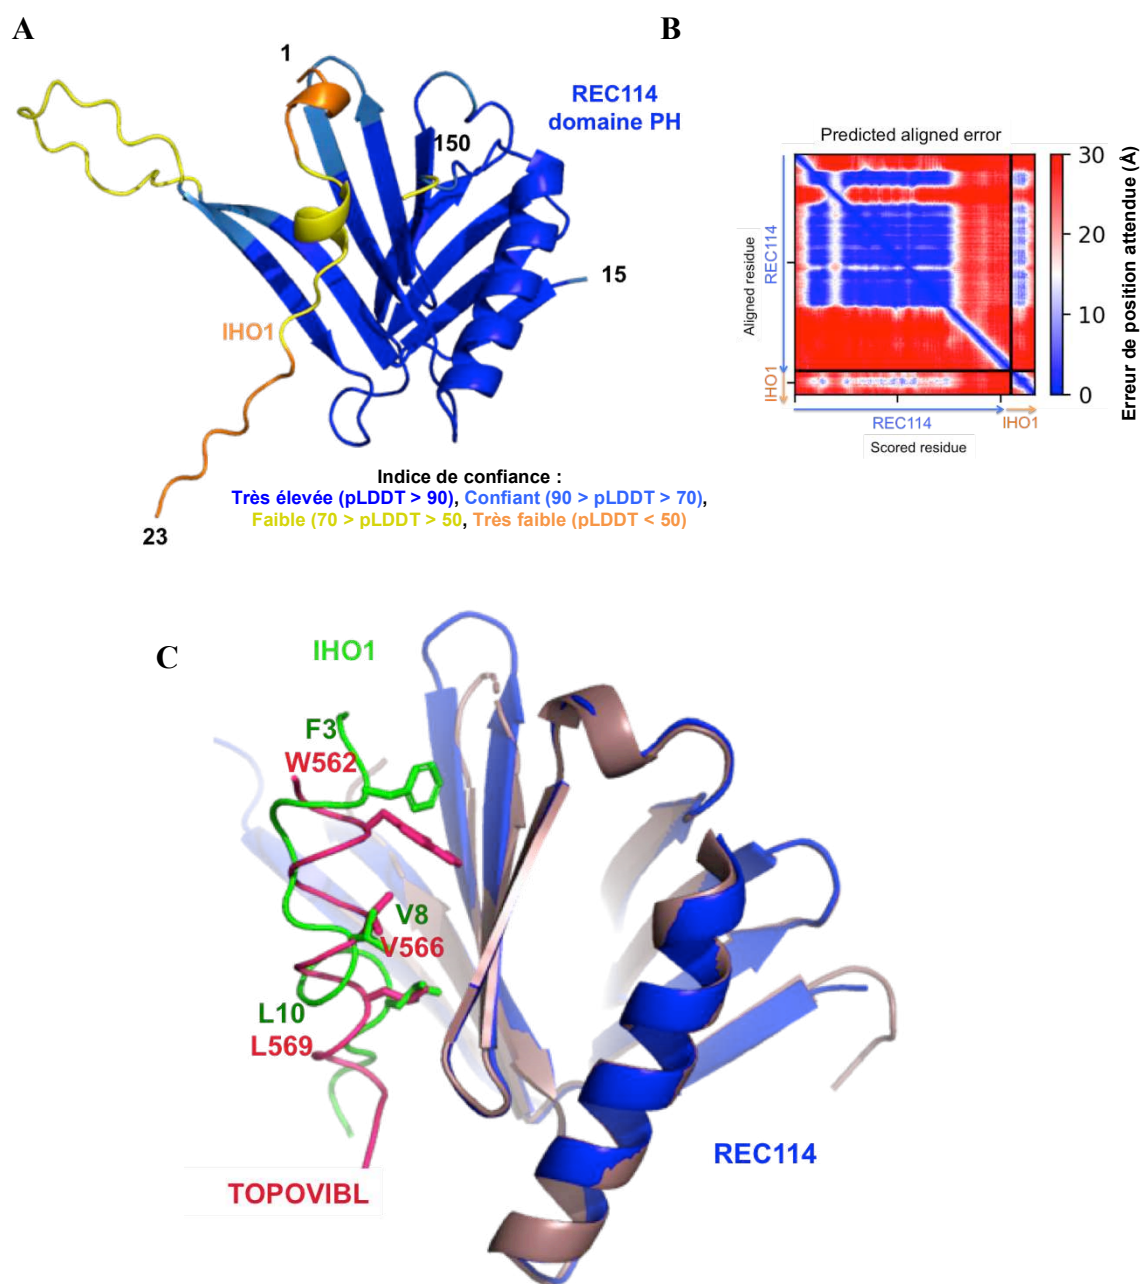 A
B
1
REC114
domaine PH
150
15
IHO1
23
Indice de confiance :
Très élevée (pLDDT > 90), Confiant (90 > pLDDT > 70),
Faible (70 > pLDDT > 50, Très faible (pLDDT < 50)
Predicted aligned error
30
20
10
0
Erreur de position attendue (Å)
Aligned residue
REC114
IHO1
REC114
IHO1
Scored residue
C
IHO1
F3
W562
V8
V566
L10
L569
REC114
TOPOVIBL